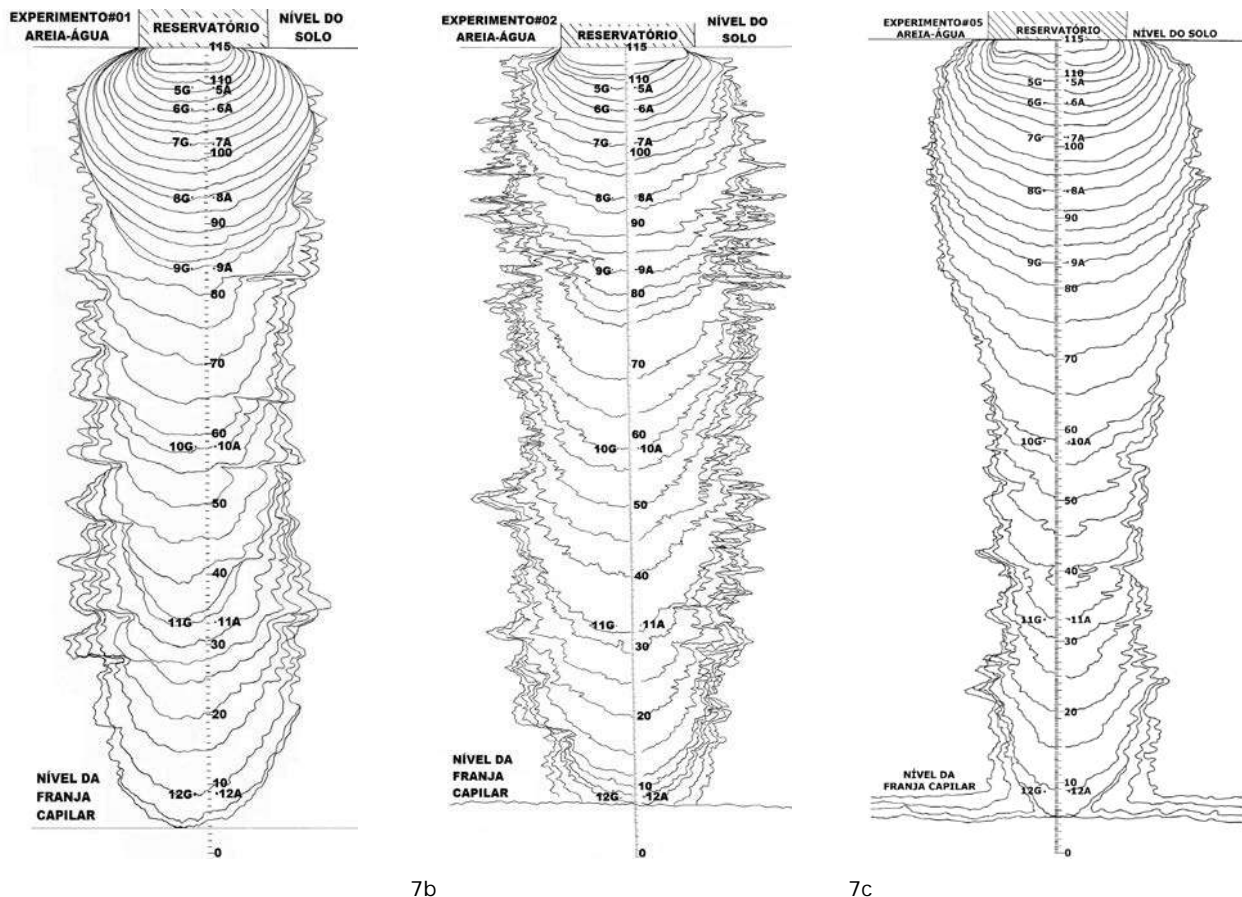 EXPERIMENTO#01
AREIA-ÁGUA
RESERVATÓRIO
NÍVEL DO
SOLO
115
110
5G 5A
6G 6A
7G 7A
100
8G 8A
90
9G 9A
80
70
60
10G 10A
50
40
11G 11A
30
20
10
12G 12A
NÍVEL DA
FRANJA
CAPILAR
0
EXPERIMENTO#02
AREIA-ÁGUA
RESERVATÓRIO
NÍVEL DO
SOLO
115
110
5G 5A
6G 6A
7G 7A
100
8G 8A
90
9G 9A
80
70
60
10G 10A
50
40
11G 11A
30
20
10
12G 12A
NÍVEL DA
FRANJA
CAPILAR
0
7b
EXPERIMENTO#05
AREIA-ÁGUA
RESERVATÓRIO
NÍVEL DO SOLO
115
110
5G 5A
6G 6A
7G 7A
100
8G 8A
90
9G 9A
80
70
60
10G 10A
50
40
11G 11A
30
20
10
12G 12A
NÍVEL DA
FRANJA CAPILAR
0
7c